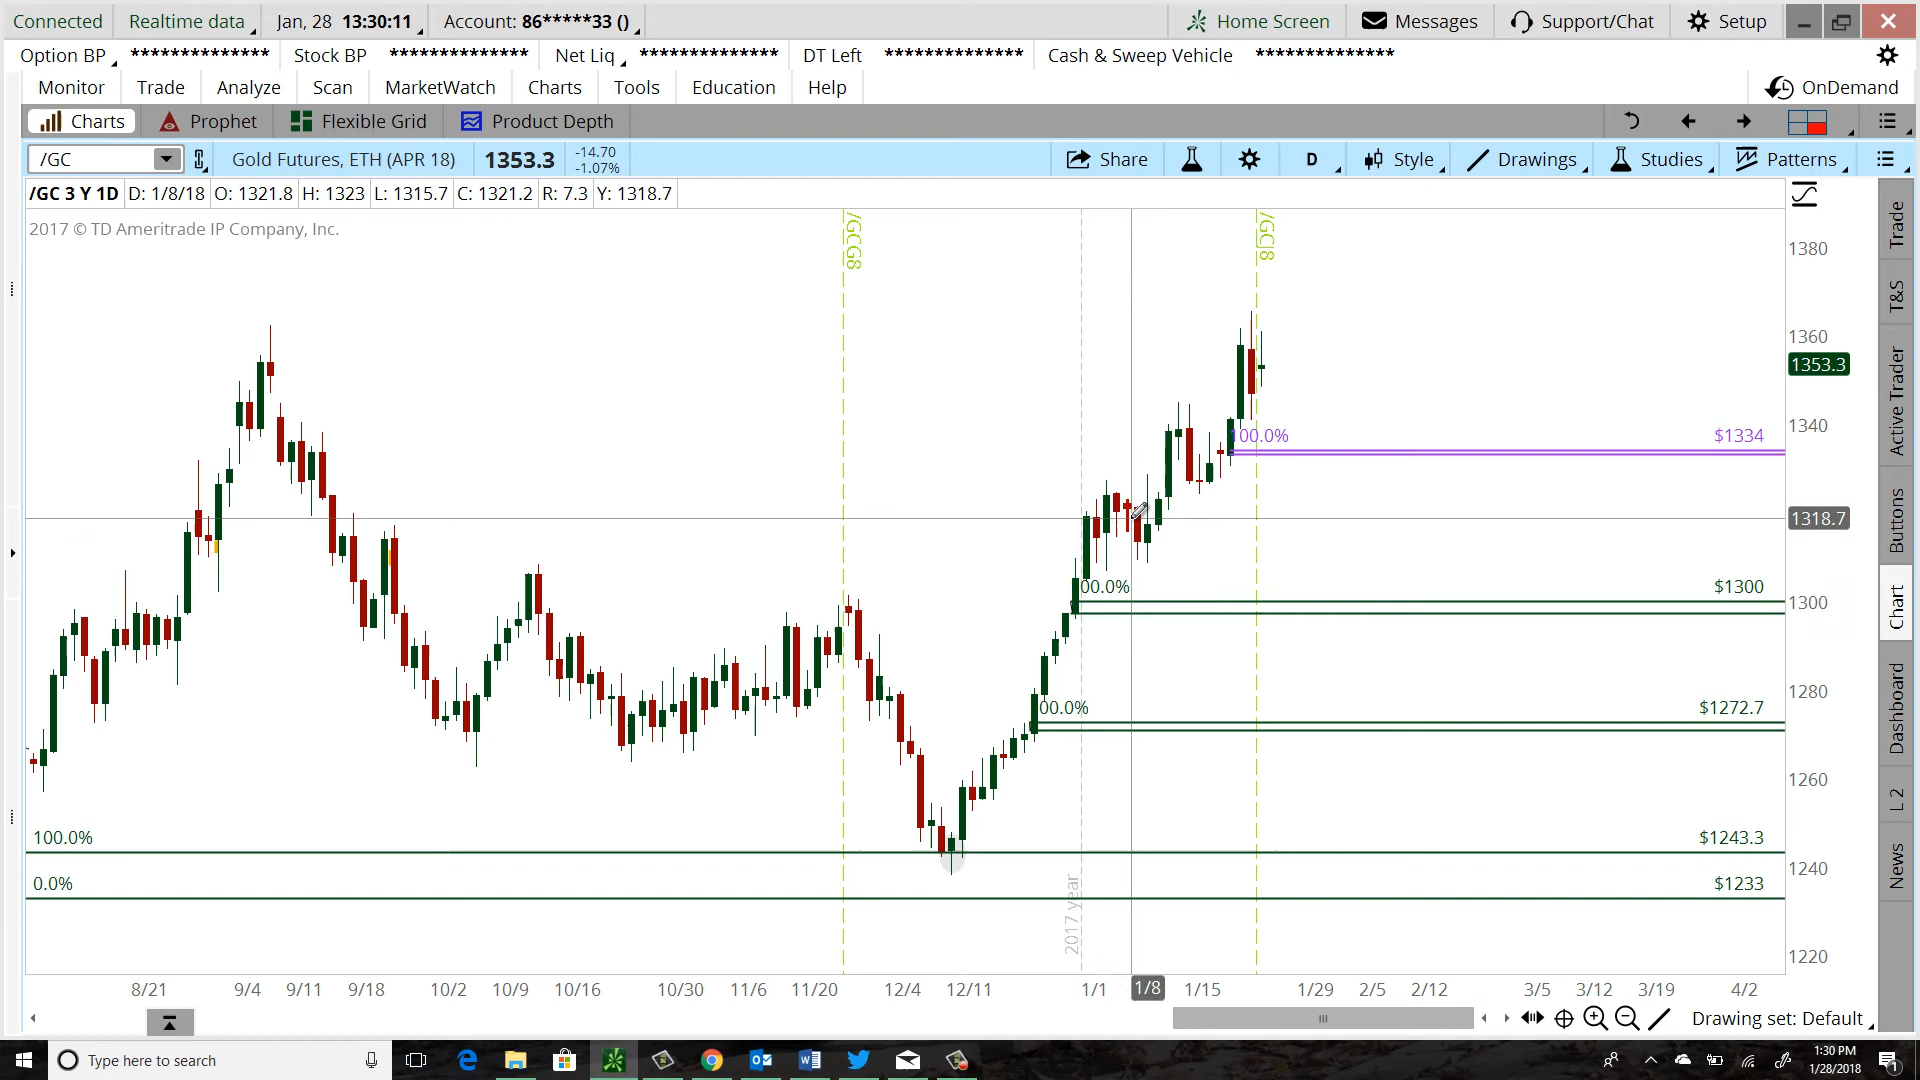 Connected Realtime data Jan, 28 13:30:11 Account: 86*****33 () Home Screen Messages Support/Chat Setup
Option BP ************** Stock BP ************** Net Liq ************** DT Left ************** Cash & Sweep Vehicle **************
Monitor Trade Analyze Scan MarketWatch Charts Tools Education Help OnDemand
Charts Prophet Flexible Grid Product Depth
/GC Gold Futures, ETH (APR 18) 1353.3 -14.70 -1.07% Share D Style Drawings Studies Patterns
/GC 3 Y 1D D: 1/8/18 O: 1321.8 H: 1323 L: 1315.7 C: 1321.2 R: 7.3 Y: 1318.7
2017 © TD Ameritrade IP Company, Inc.
/GCG8
/GCJ8
1380
1360
1353.3
1340
00.0% $1334
1318.7
00.0% $1300
1300
00.0% $1272.7
1280
1260
100.0% $1243.3
1240
0.0% $1233
1220
2017 year
8/21 9/4 9/11 9/18 10/2 10/9 10/16 10/30 11/6 11/20 12/4 12/11 1/1 1/8 1/15 1/29 2/5 2/12 3/5 3/12 3/19 4/2
Drawing set: Default
Trade
T&S
Active Trader
Buttons
Chart
Dashboard
L 2
News
Type here to search
1:30 PM
1/28/2018
1